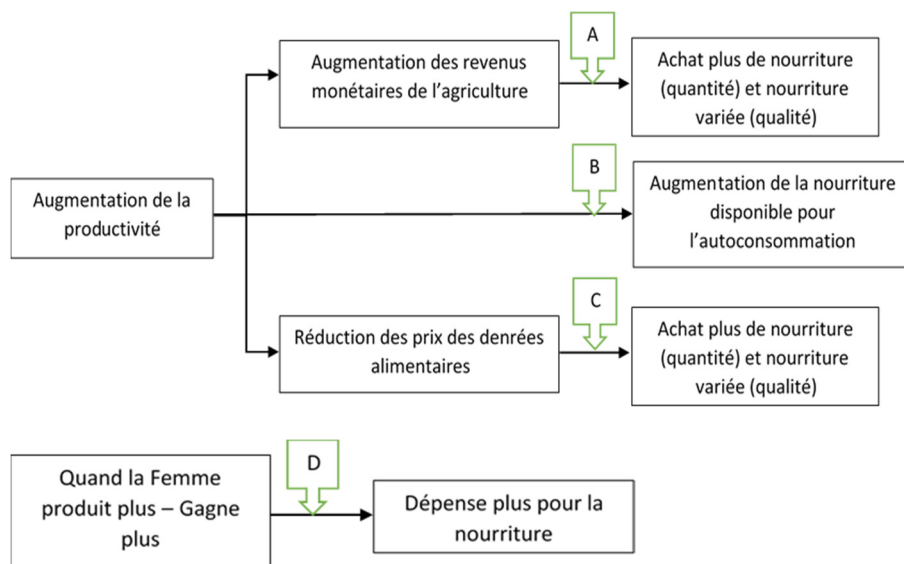 Augmentation des revenus
monétaires de l’agriculture
A
Achat plus de nourriture
(quantité) et nourriture
variée (qualité)
Augmentation de la
productivité
B
Augmentation de la nourriture
disponible pour
l’autoconsommation
Réduction des prix des denrées
alimentaires
C
Achat plus de nourriture
(quantité) et nourriture
variée (qualité)
Quand la Femme
produit plus – Gagne
plus
D
Dépense plus pour la
nourriture